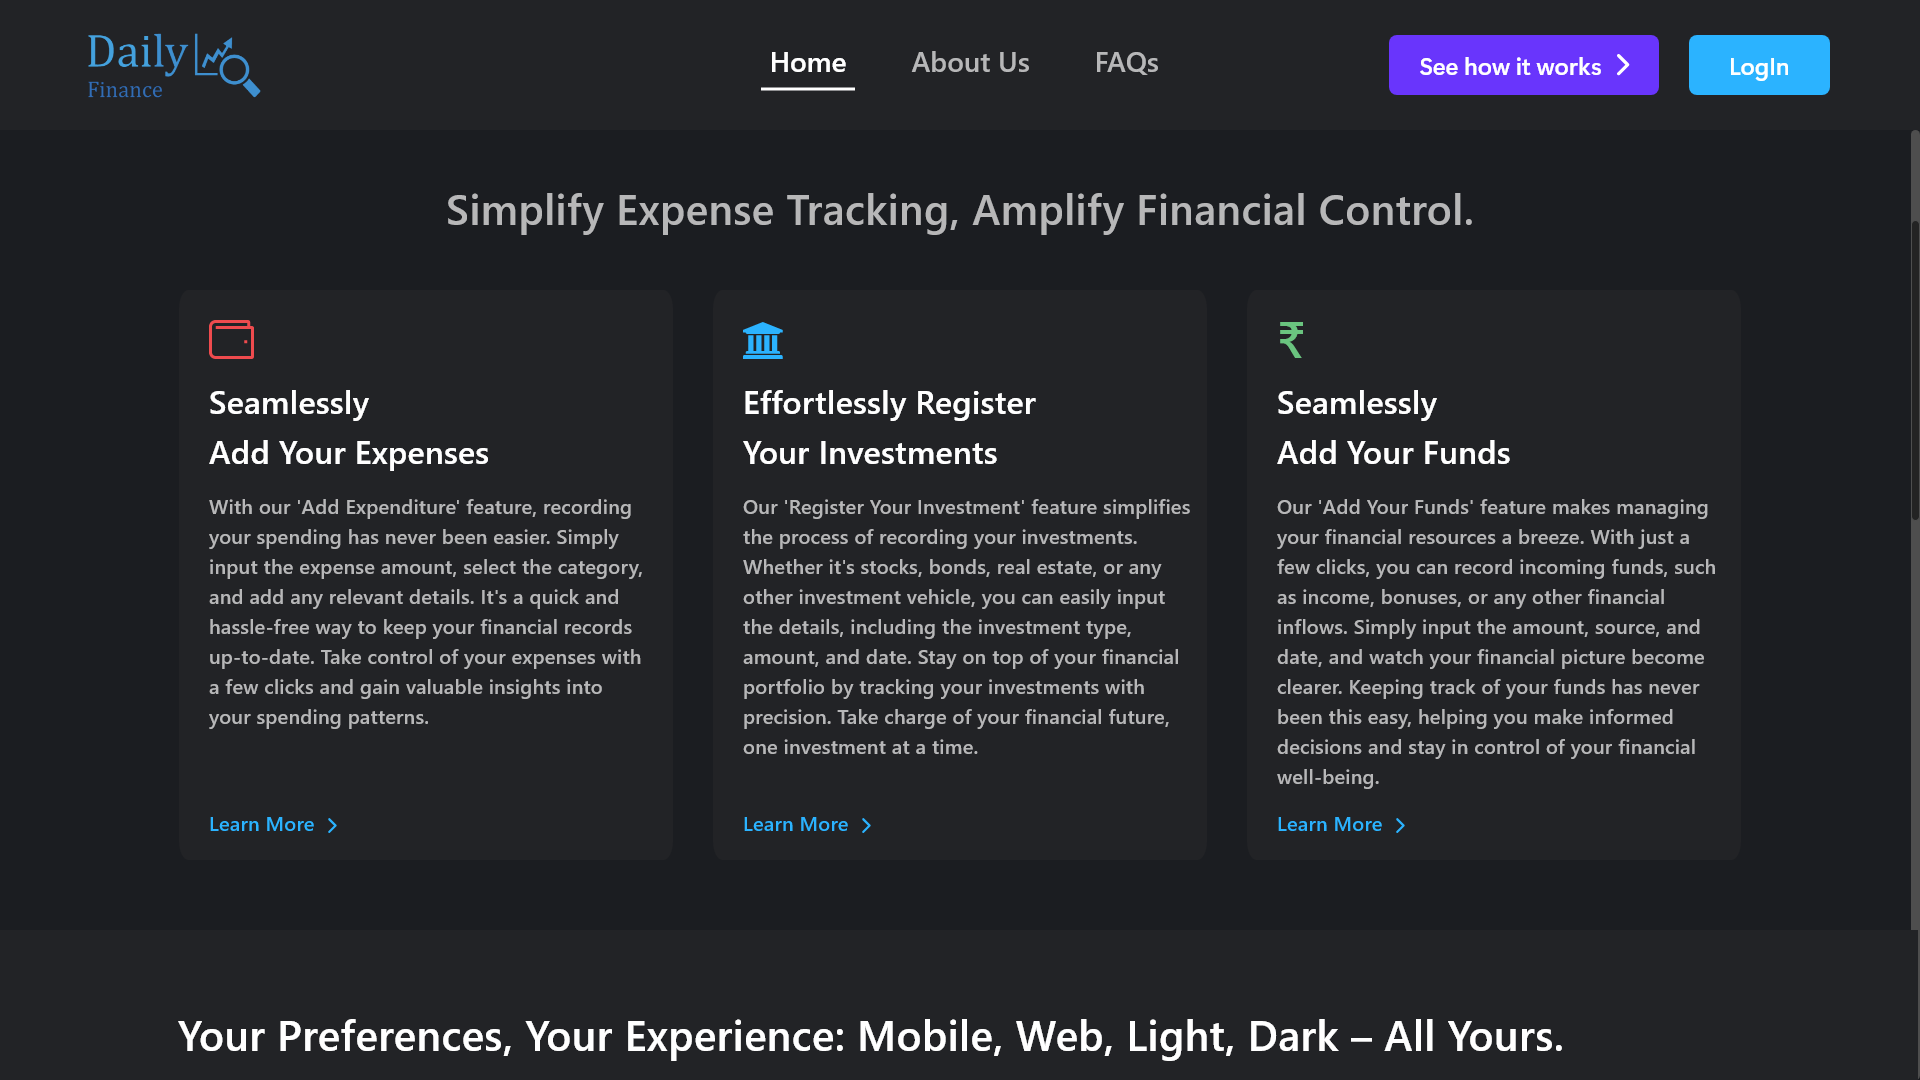 Daily
Finance
Home
About Us
FAQs
See how it works
LogIn
Simplify Expense Tracking, Amplify Financial Control.
Seamlessly
Add Your Expenses
With our 'Add Expenditure' feature, recording
your spending has never been easier. Simply
input the expense amount, select the category,
and add any relevant details. It's a quick and
hassle-free way to keep your financial records
up-to-date. Take control of your expenses with
a few clicks and gain valuable insights into
your spending patterns.
Learn More
Effortlessly Register
Your Investments
Our 'Register Your Investment' feature simplifies
the process of recording your investments.
Whether it's stocks, bonds, real estate, or any
other investment vehicle, you can easily input
the details, including the investment type,
amount, and date. Stay on top of your financial
portfolio by tracking your investments with
precision. Take charge of your financial future,
one investment at a time.
Learn More
₹
Seamlessly
Add Your Funds
Our 'Add Your Funds' feature makes managing
your financial resources a breeze. With just a
few clicks, you can record incoming funds, such
as income, bonuses, or any other financial
inflows. Simply input the amount, source, and
date, and watch your financial picture become
clearer. Keeping track of your funds has never
been this easy, helping you make informed
decisions and stay in control of your financial
well-being.
Learn More
Your Preferences, Your Experience: Mobile, Web, Light, Dark – All Yours.